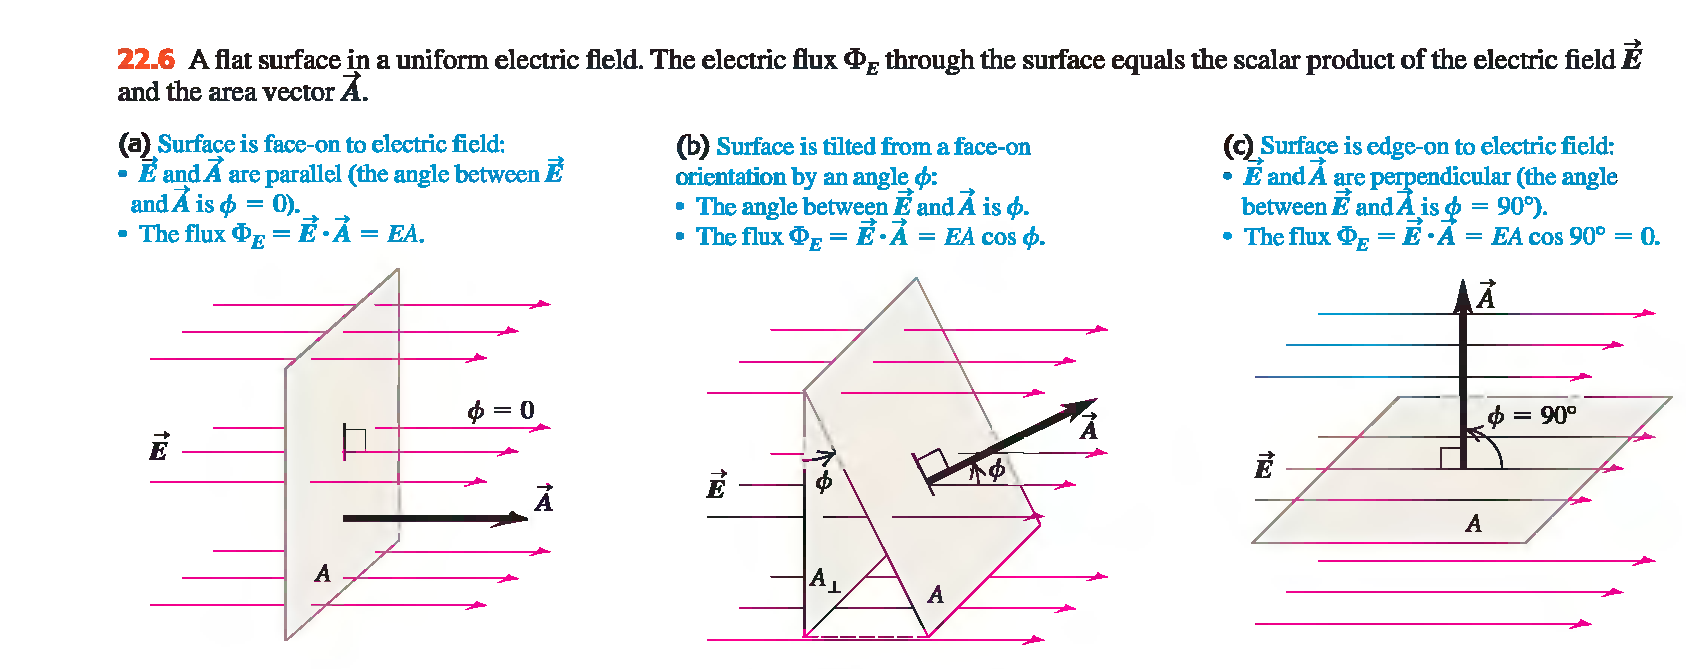 22.6 A flat surface in a uniform electric field. The electric flux Φ_E through the surface equals the scalar product of the electric field E⃗
and the area vector A⃗.
(a) Surface is face-on to electric field:
• E⃗ and A⃗ are parallel (the angle between E⃗
and A⃗ is ϕ = 0).
• The flux Φ_E = E⃗ · A⃗ = EA.
ϕ = 0
E⃗
A⃗
A
(b) Surface is tilted from a face-on
orientation by an angle ϕ:
• The angle between E⃗ and A⃗ is ϕ.
• The flux Φ_E = E⃗ · A⃗ = EA cos ϕ.
A⃗
ϕ
ϕ
E⃗
A⊥
A
(c) Surface is edge-on to electric field:
• E⃗ and A⃗ are perpendicular (the angle
between E⃗ and A⃗ is ϕ = 90°).
• The flux Φ_E = E⃗ · A⃗ = EA cos 90° = 0.
A⃗
ϕ = 90°
E⃗
A